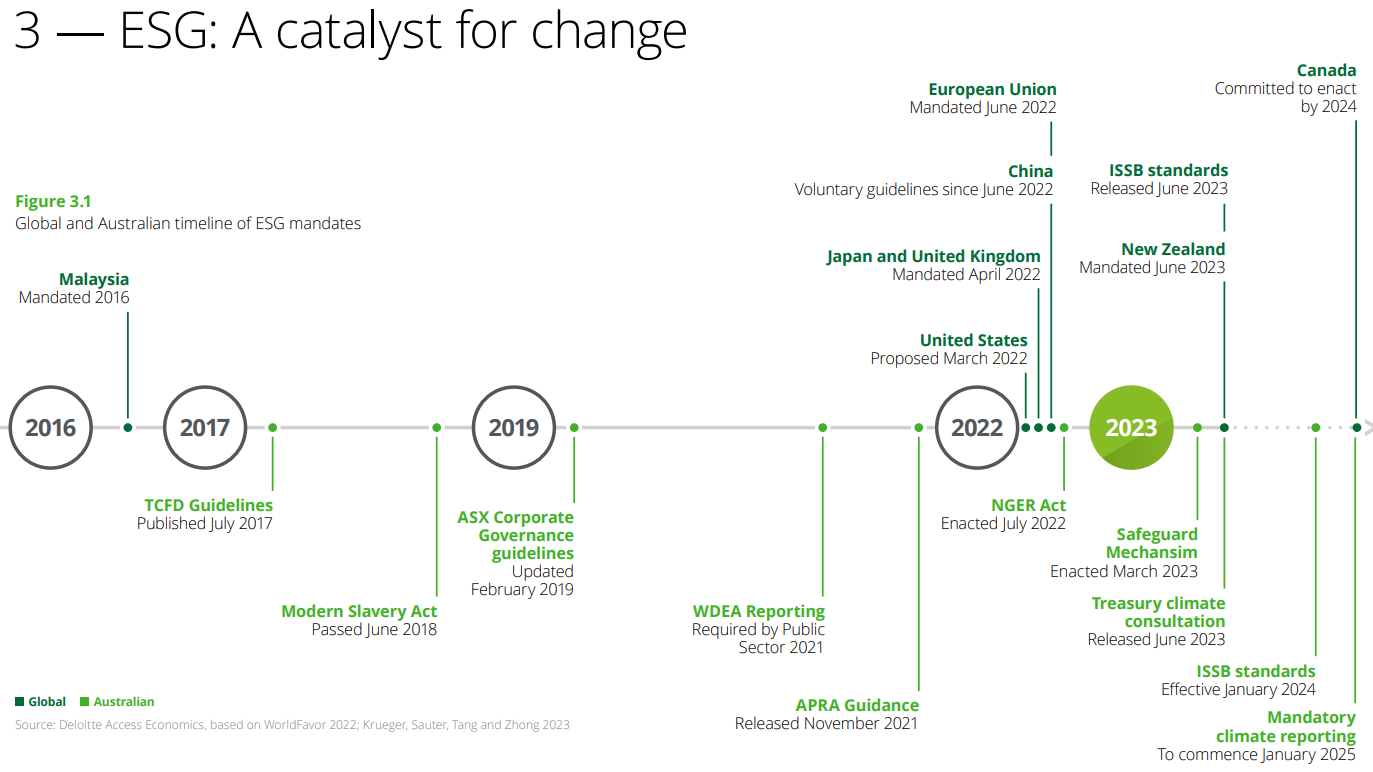 3 — ESG: A catalyst for change
Figure 3.1
Global and Australian timeline of ESG mandates
Malaysia
Mandated 2016
European Union
Mandated June 2022
China
Voluntary guidelines since June 2022
Japan and United Kingdom
Mandated April 2022
United States
Proposed March 2022
Canada
Committed to enact
by 2024
ISSB standards
Released June 2023
New Zealand
Mandated June 2023
2016
2017
2019
2022
2023
TCFD Guidelines
Published July 2017
Modern Slavery Act
Passed June 2018
ASX Corporate
Governance
guidelines
Updated
February 2019
WDEA Reporting
Required by Public
Sector 2021
APRA Guidance
Released November 2021
NGER Act
Enacted July 2022
Safeguard
Mechansim
Enacted March 2023
Treasury climate
consultation
Released June 2023
ISSB standards
Effective January 2024
Mandatory
climate reporting
To commence January 2025
Global
Australian
Source: Deloitte Access Economics, based on WorldFavor 2022; Krueger, Sauter, Tang and Zhong 2023